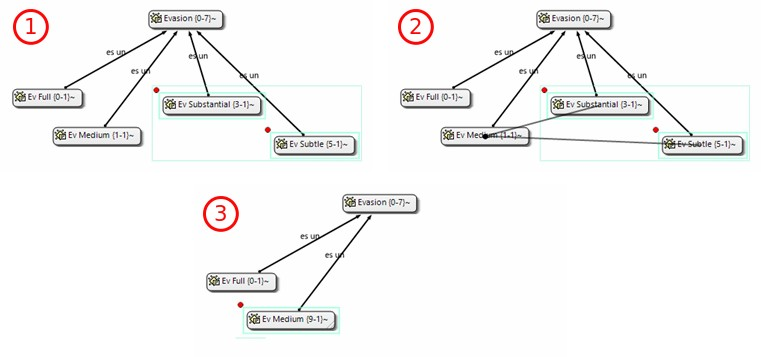 1
Evasion {0-7}~
es un
es un
es un
es un
Ev Full {0-1}~
Ev Substantial {3-1}~
Ev Medium {1-1}~
Ev Subtle {5-1}~
2
Evasion {0-7}~
es un
es un
es un
es un
Ev Full {0-1}~
Ev Substantial {3-1}~
Ev Medium {1-1}~
Ev Subtle {5-1}~
3
Evasion {0-7}~
es un
es un
Ev Full {0-1}~
Ev Medium {9-1}~